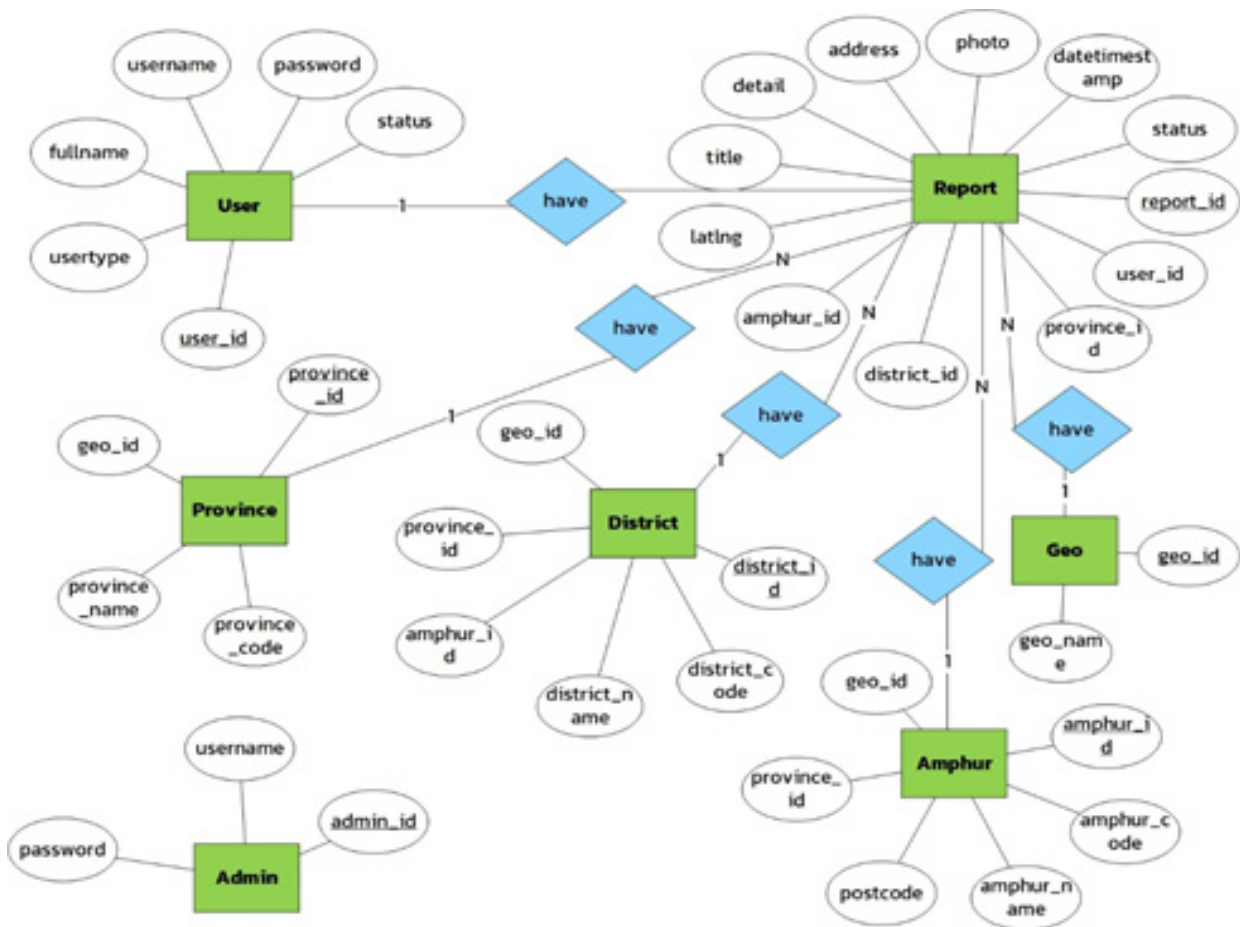 username
password
status
fullname
User
usertype
user_id
1
have
address
photo
datetimest
amp
detail
status
title
Report
report_id
latlng
user_id
amphur_id
district_id
province_i
d
N
have
1
N
have
1
N
have
1
N
have
1
province
_id
geo_id
Province
province
_name
province
_code
geo_id
province_
id
District
district_i
d
amphur_i
d
district_n
ame
district_c
ode
Geo
geo_id
geo_nam
e
geo_id
amphur_i
d
Amphur
province_
id
amphur_c
ode
postcode
amphur_n
ame
username
admin_id
password
Admin